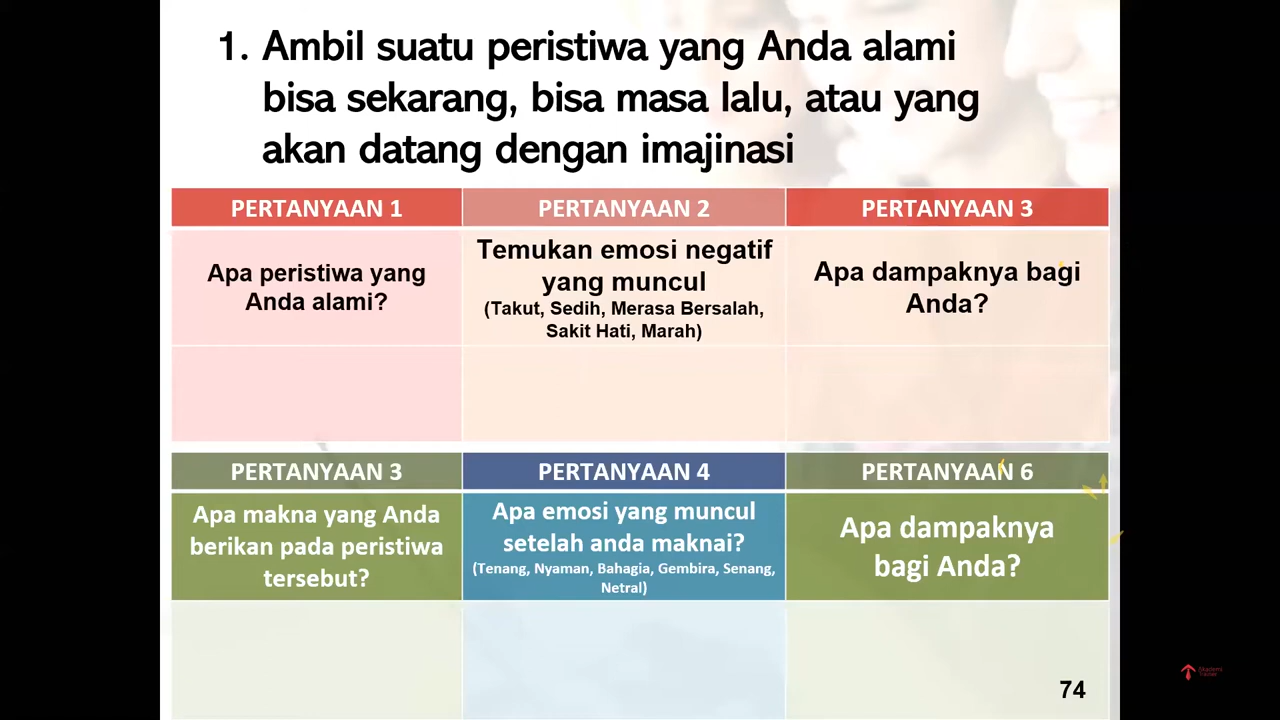 1. Ambil suatu peristiwa yang Anda alami
bisa sekarang, bisa masa lalu, atau yang
akan datang dengan imajinasi
PERTANYAAN 1
PERTANYAAN 2
PERTANYAAN 3
Apa peristiwa yang
Anda alami?
Temukan emosi negatif
yang muncul
(Takut, Sedih, Merasa Bersalah,
Sakit Hati, Marah)
Apa dampaknya bagi
Anda?
PERTANYAAN 3
PERTANYAAN 4
PERTANYAAN 6
Apa makna yang Anda
berikan pada peristiwa
tersebut?
Apa emosi yang muncul
setelah anda maknai?
(Tenang, Nyaman, Bahagia, Gembira, Senang,
Netral)
Apa dampaknya
bagi Anda?
74